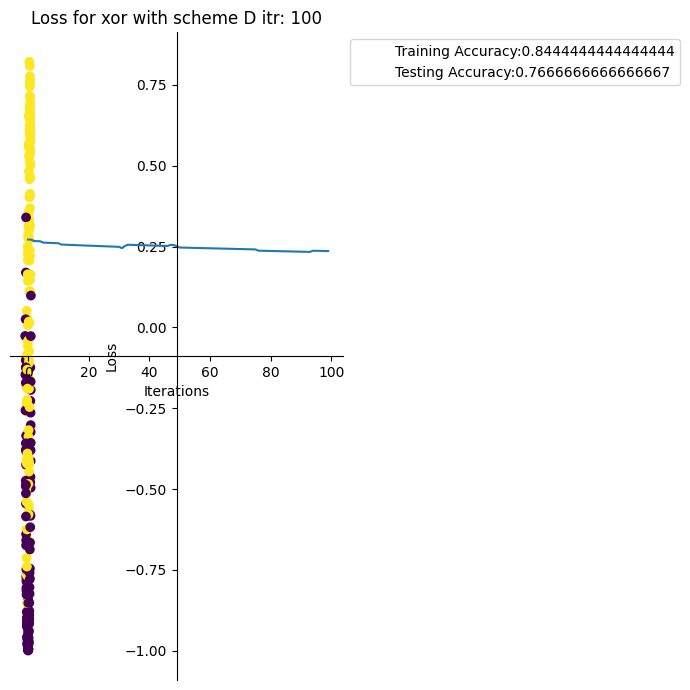 Loss for xor with scheme D itr: 100
Training Accuracy:0.8444444444444444
Testing Accuracy:0.7666666666666667
0.75
0.50
0.25
0.00
Loss
0 20 40 60 80 100
Iterations
−0.25
−0.50
−0.75
−1.00